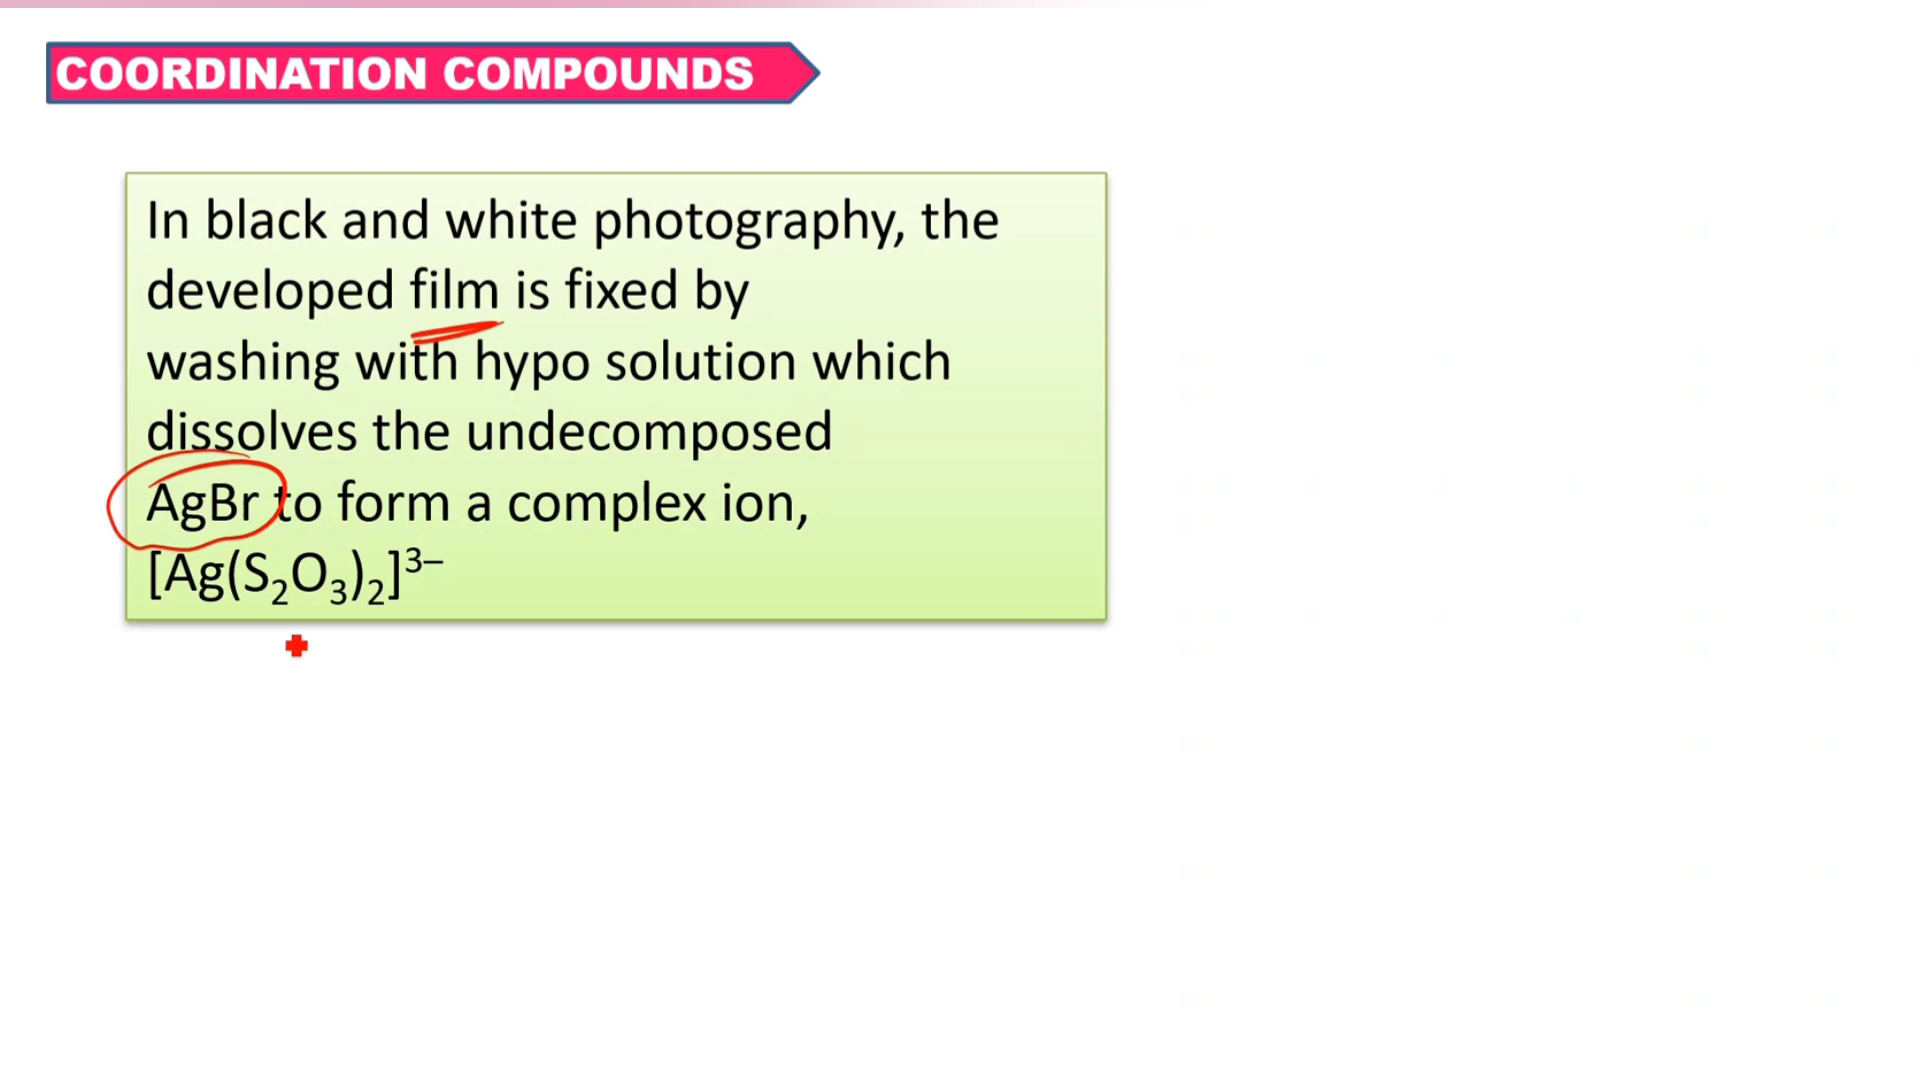 COORDINATION COMPOUNDS
In black and white photography, the
developed film is fixed by
washing with hypo solution which
dissolves the undecomposed
AgBr to form a complex ion,
[Ag(S₂O₃)₂]³⁻